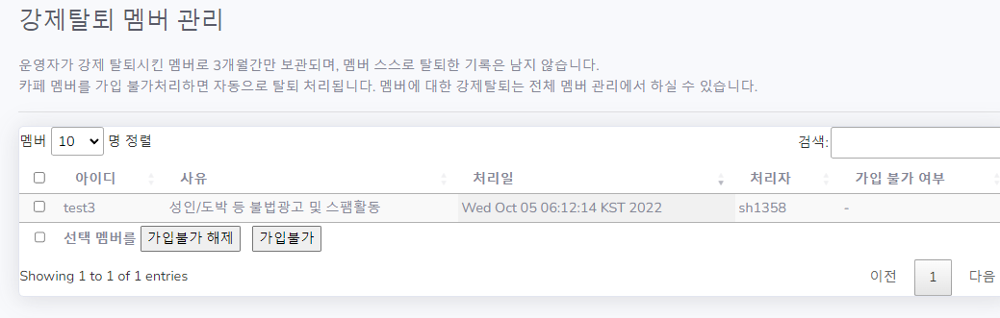 강제탈퇴 멤버 관리
운영자가 강제 탈퇴시킨 멤버로 3개월간만 보관되며, 멤버 스스로 탈퇴한 기록은 남지 않습니다.
카페 멤버를 가입 불가처리하면 자동으로 탈퇴 처리됩니다. 멤버에 대한 강제탈퇴는 전체 멤버 관리에서 하실 수 있습니다.
멤버 10 명 정렬 검색:
아이디 사유 처리일 처리자 가입 불가 여부
test3 성인/도박 등 불법광고 및 스팸활동 Wed Oct 05 06:12:14 KST 2022 sh1358 -
선택 멤버를 가입불가 해제 가입불가
Showing 1 to 1 of 1 entries 이전 1 다음